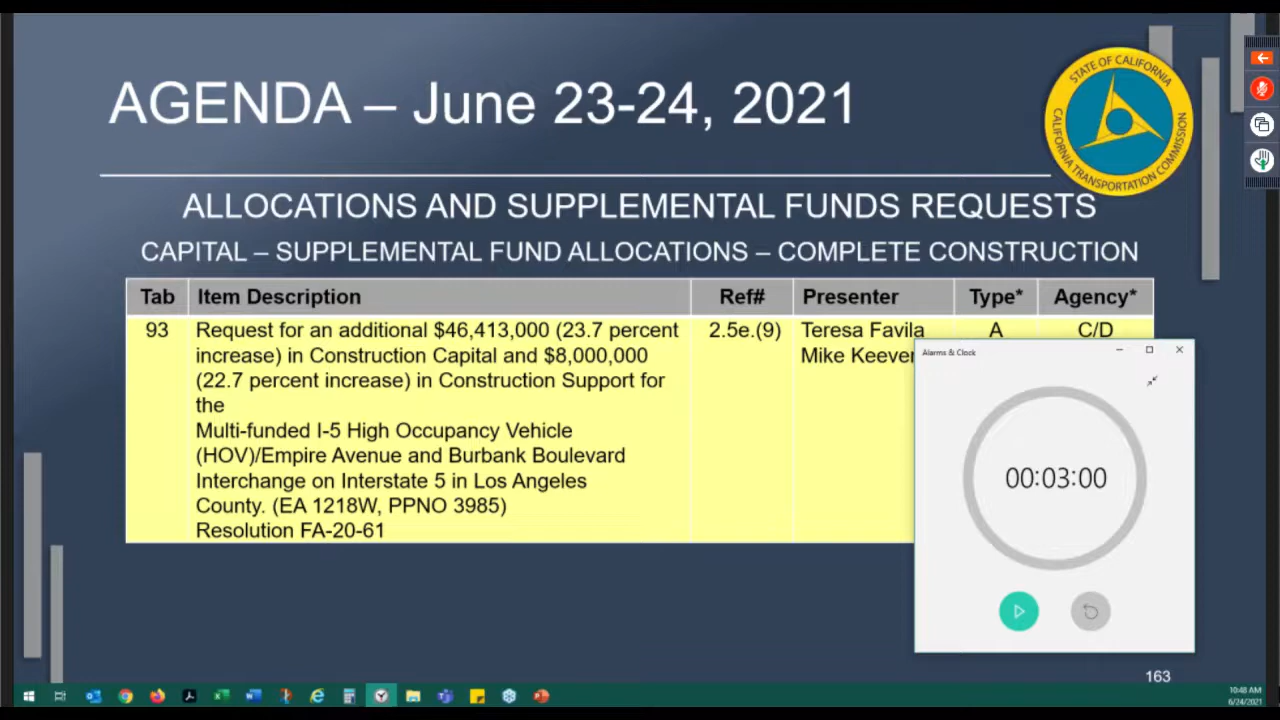 AGENDA – June 23-24, 2021
STATE OF CALIFORNIA
CALIFORNIA TRANSPORTATION COMMISSION
ALLOCATIONS AND SUPPLEMENTAL FUNDS REQUESTS
CAPITAL – SUPPLEMENTAL FUND ALLOCATIONS – COMPLETE CONSTRUCTION
Tab Item Description Ref# Presenter Type* Agency*
93 Request for an additional $46,413,000 (23.7 percent 2.5e.(9) Teresa Favila A C/D
increase) in Construction Capital and $8,000,000 Mike Keever
(22.7 percent increase) in Construction Support for
the
Multi-funded I-5 High Occupancy Vehicle
(HOV)/Empire Avenue and Burbank Boulevard
Interchange on Interstate 5 in Los Angeles
County. (EA 1218W, PPNO 3985)
Resolution FA-20-61
Alarms & Clock
00:03:00
163
10:48 AM
6/24/2021